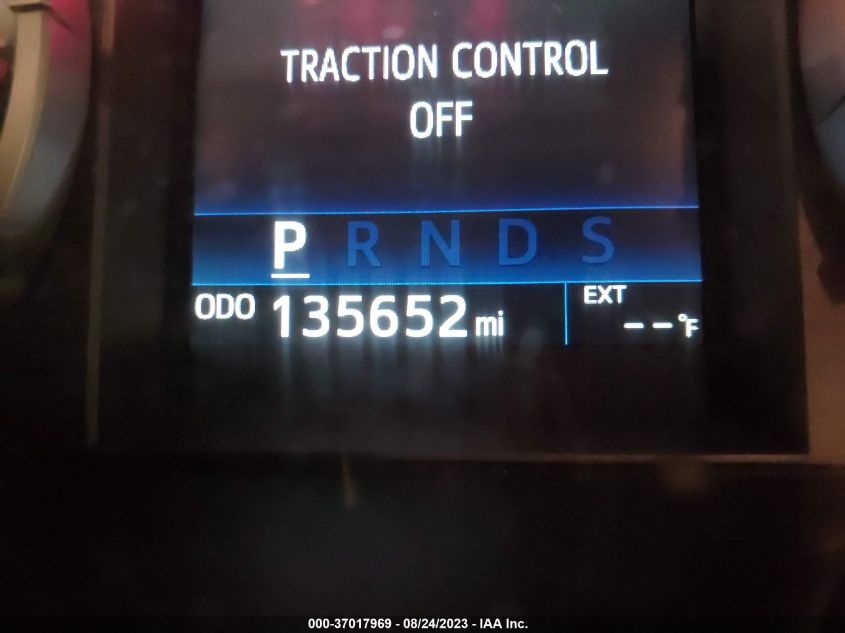 TRACTION CONTROL
OFF
P R N D S
ODO 135652 mi
EXT
--°F
000-37017969 - 08/24/2023 - IAA Inc.